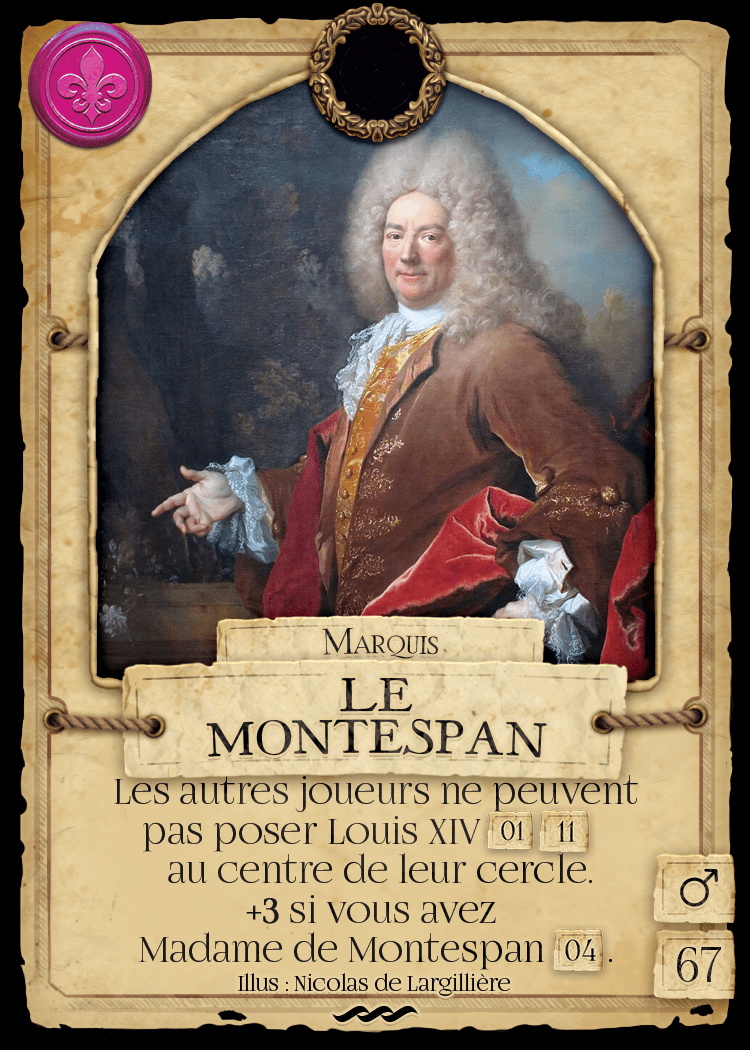 MARQUIS
LE
MONTESPAN
Les autres joueurs ne peuvent
pas poser Louis XIV 01 11
au centre de leur cercle.
+3 si vous avez
Madame de Montespan 04.
Illus : Nicolas de Largillière
♂
67